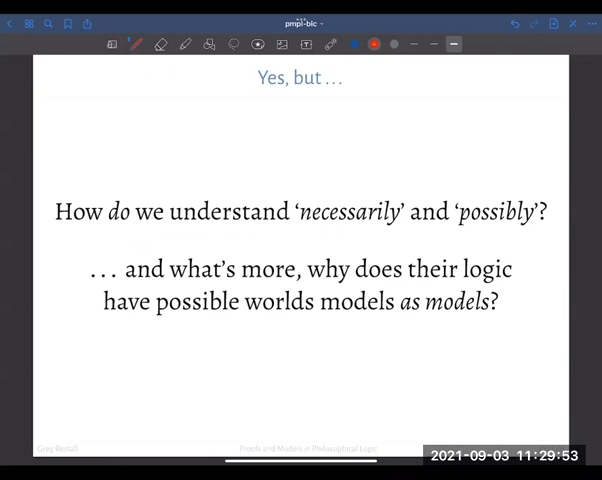 pmpl-blc
Yes, but . . .
How do we understand ‘necessarily’ and ‘possibly’?
. . . and what’s more, why does their logic
have possible worlds models as models?
Greg Restall
Proofs and Models in Philosophical Logic
2021-09-03 11:29:53